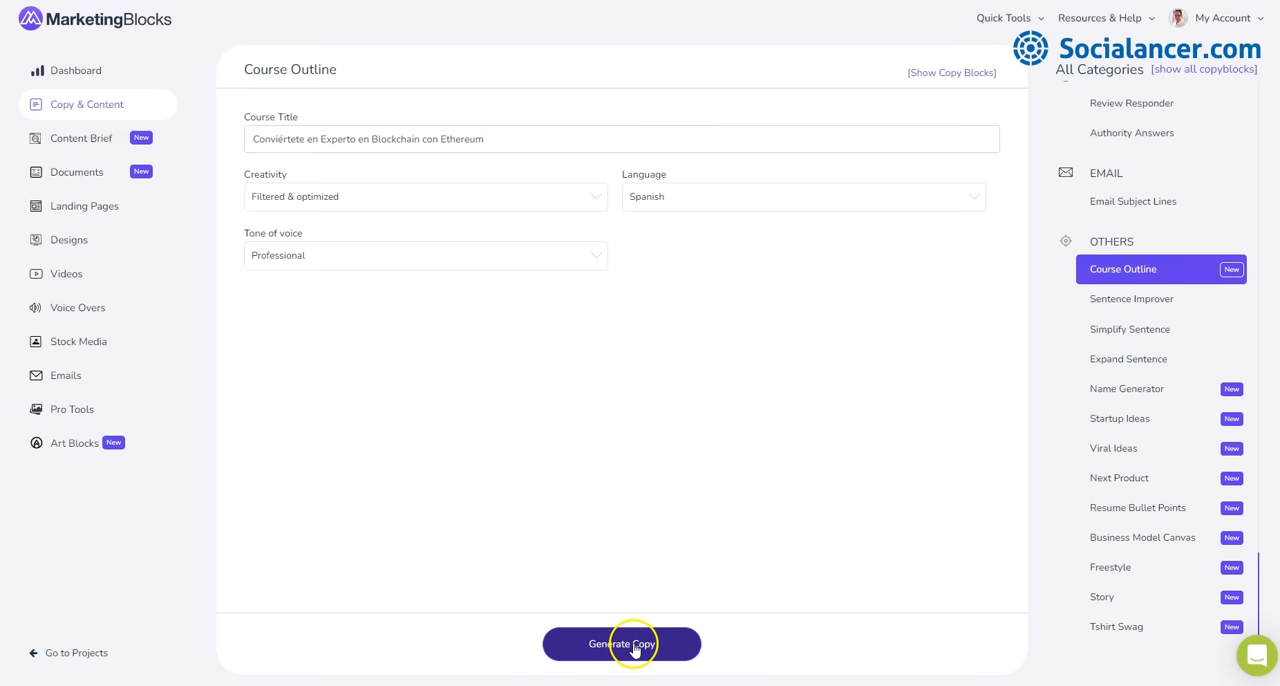 MarketingBlocks
Quick Tools
Resources & Help
My Account
Socialancer.com
Dashboard
Copy & Content
Content Brief New
Documents New
Landing Pages
Designs
Videos
Voice Overs
Stock Media
Emails
Pro Tools
Art Blocks New
Go to Projects
Course Outline
[Show Copy Blocks]
Course Title
Conviértete en Experto en Blockchain con Ethereum
Creativity
Language
Filtered & optimized
Spanish
Tone of voice
Professional
Generate Copy
All Categories [show all copyblocks]
Review Responder
Authority Answers
EMAIL
Email Subject Lines
OTHERS
Course Outline New
Sentence Improver
Simplify Sentence
Expand Sentence
Name Generator New
Startup Ideas New
Viral Ideas New
Next Product New
Resume Bullet Points New
Business Model Canvas New
Freestyle New
Story New
Tshirt Swag New